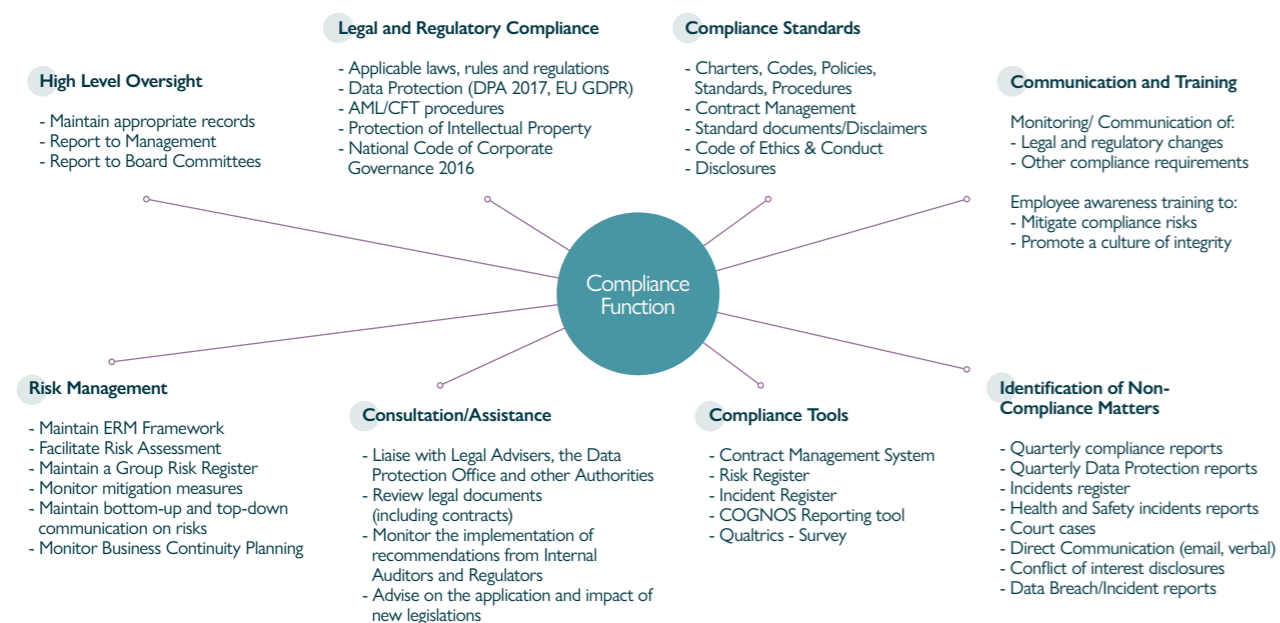 Legal and Regulatory Compliance
- Applicable laws, rules and regulations
- Data Protection (DPA 2017, EU GDPR)
- AML/CFT procedures
- Protection of Intellectual Property
- National Code of Corporate
Governance 2016
Compliance Standards
- Charters, Codes, Policies,
Standards, Procedures
- Contract Management
- Standard documents/Disclaimers
- Code of Ethics & Conduct
- Disclosures
High Level Oversight
- Maintain appropriate records
- Report to Management
- Report to Board Committees
Communication and Training
Monitoring/ Communication of:
- Legal and regulatory changes
- Other compliance requirements
Employee awareness training to:
- Mitigate compliance risks
- Promote a culture of integrity
Compliance
Function
Risk Management
- Maintain ERM Framework
- Facilitate Risk Assessment
- Maintain a Group Risk Register
- Monitor mitigation measures
- Maintain bottom-up and top-down
communication on risks
- Monitor Business Continuity Planning
Consultation/Assistance
- Liaise with Legal Advisers, the Data
Protection Office and other Authorities
- Review legal documents
(including contracts)
- Monitor the implementation of
recommendations from Internal
Auditors and Regulators
- Advise on the application and impact of
new legislations
Compliance Tools
- Contract Management System
- Risk Register
- Incident Register
- COGNOS Reporting tool
- Qualtrics - Survey
Identification of Non-
Compliance Matters
- Quarterly compliance reports
- Quarterly Data Protection reports
- Incidents register
- Health and Safety incidents reports
- Court cases
- Direct Communication (email, verbal)
- Conflict of interest disclosures
- Data Breach/Incident reports